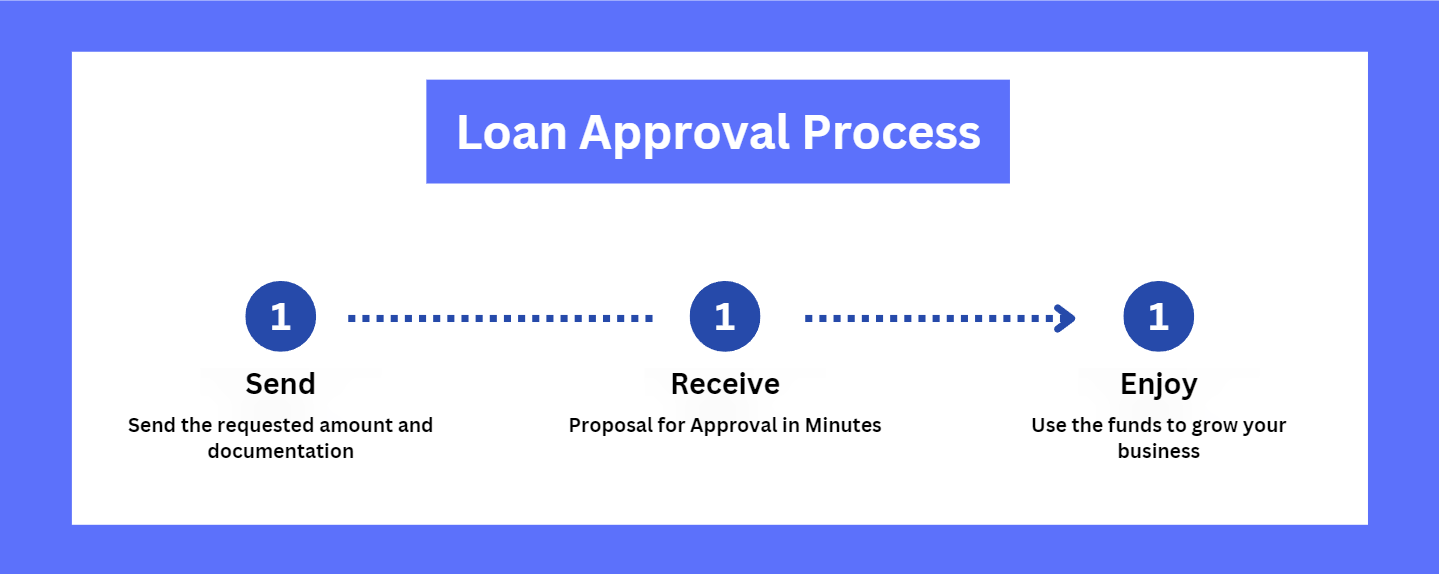 Loan Approval Process
1
1
1
Send
Receive
Enjoy
Send the requested amount and
documentation
Proposal for Approval in Minutes
Use the funds to grow your
business